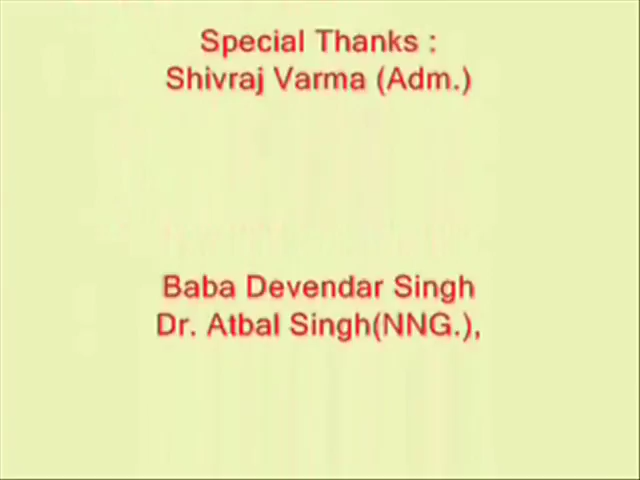 Special Thanks :
Shivraj Varma (Adm.)
Baba Devendar Singh
Dr. Atbal Singh(NNG.),